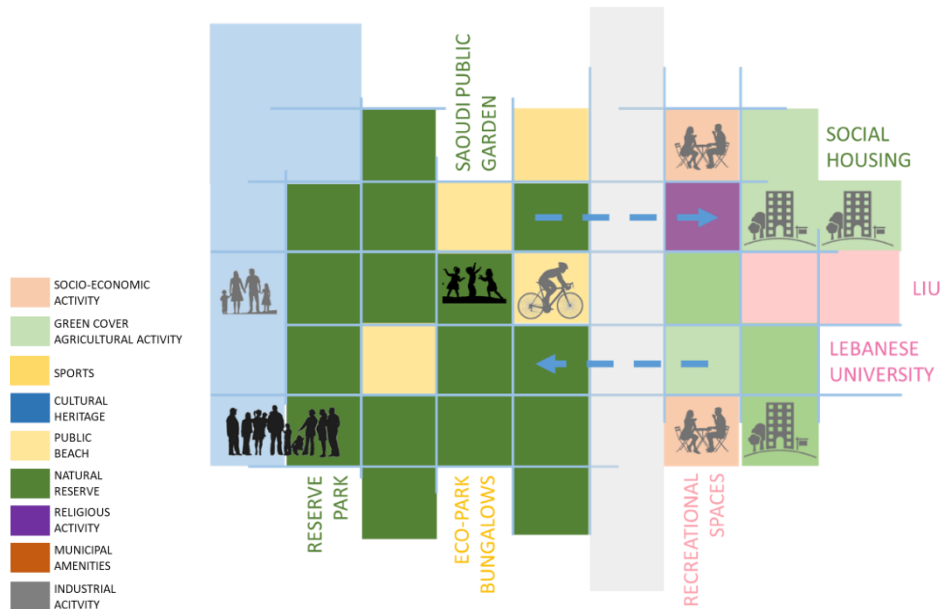 SAOUDI PUBLIC
GARDEN
SOCIAL
HOUSING
LIU
LEBANESE
UNIVERSITY
RESERVE
PARK
ECO-PARK
BUNGALOWS
RECREATIONAL
SPACES
SOCIO-ECONOMIC
ACTIVITY
GREEN COVER
AGRICULTURAL ACTIVITY
SPORTS
CULTURAL
HERITAGE
PUBLIC
BEACH
NATURAL
RESERVE
RELIGIOUS
ACTIVITY
MUNICIPAL
AMENITIES
INDUSTRIAL
ACITVITY